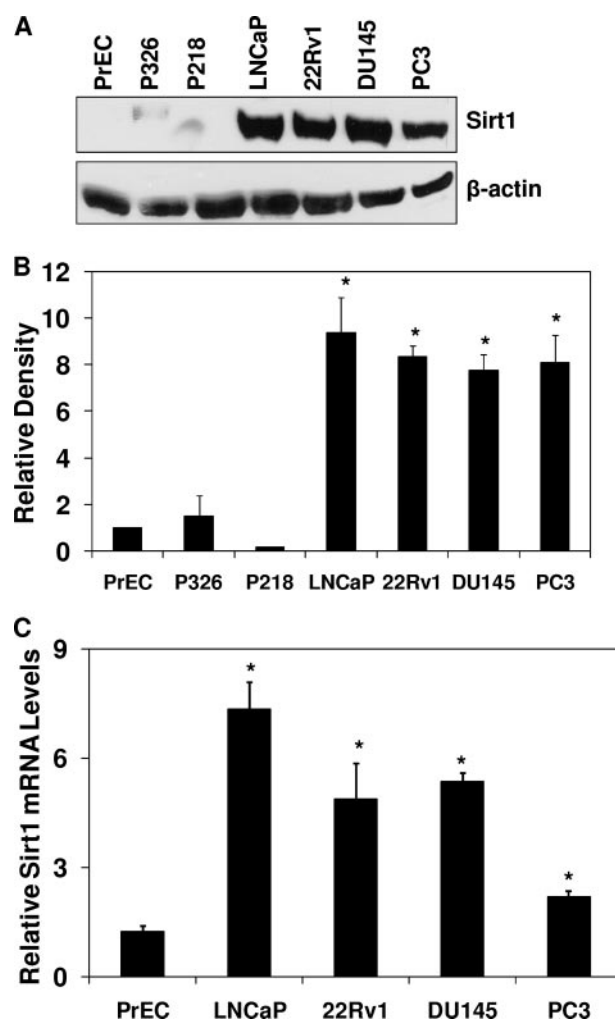 A
PrEC P326 P218 LNCaP 22Rv1 DU145 PC3
Sirt1
β-actin
B
12
10
8
6
4
2
0
Relative Density
* * * *
PrEC P326 P218 LNCaP 22Rv1 DU145 PC3
C
9
6
3
0
Relative Sirt1 mRNA Levels
* * * *
PrEC LNCaP 22Rv1 DU145 PC3